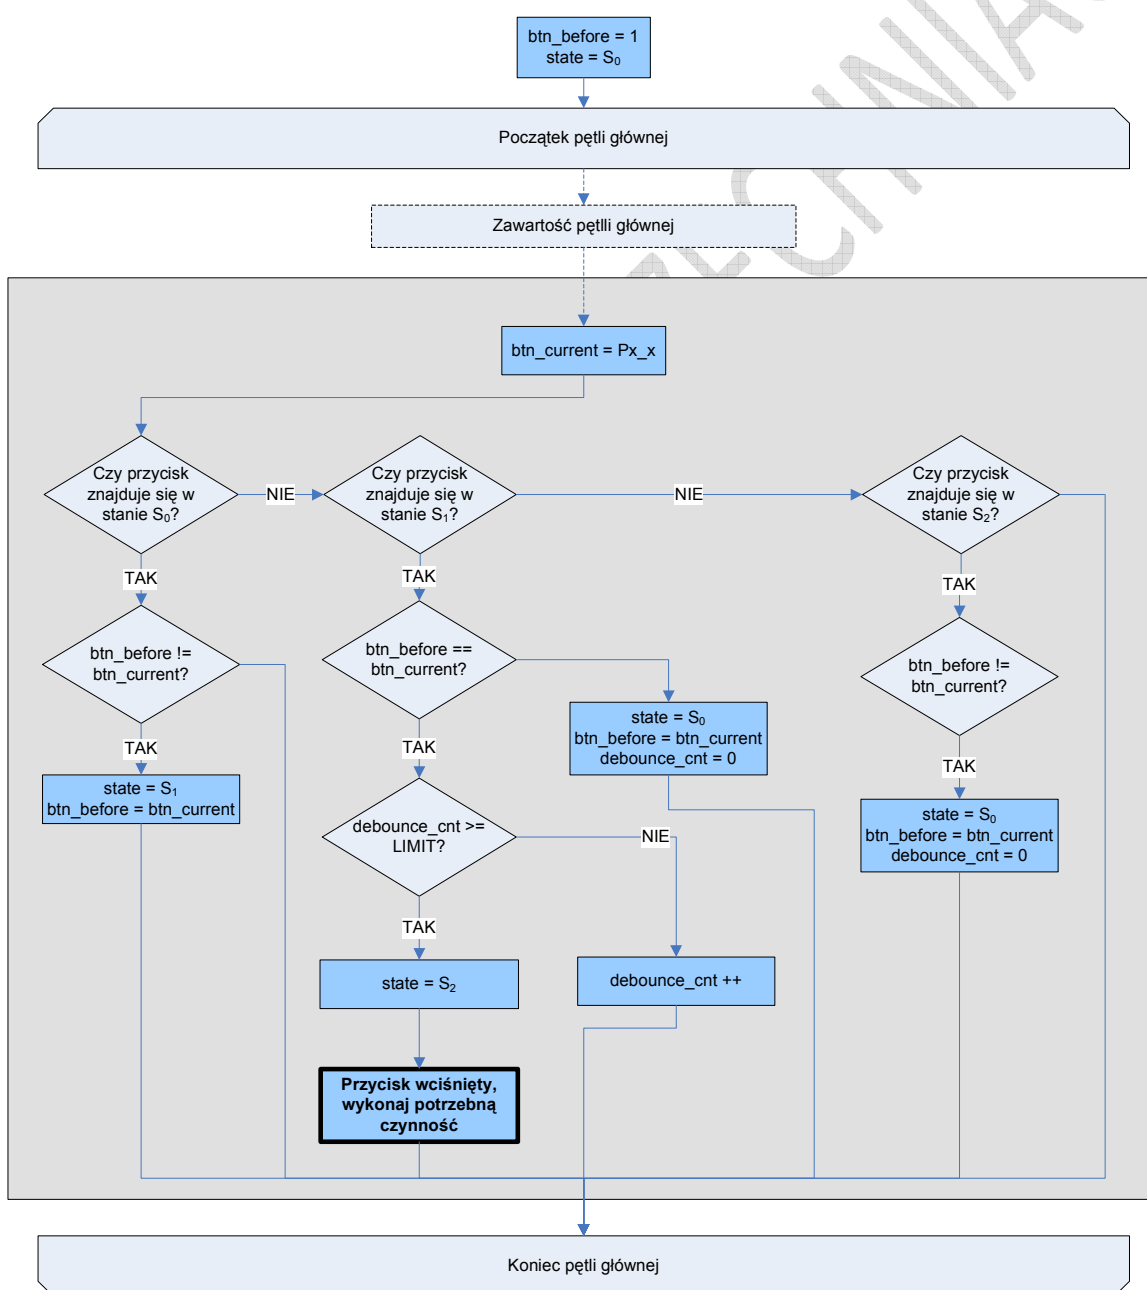 btn_before = 1
state = S₀
Początek pętli głównej
Zawartość pętlli głównej
btn_current = Px_x
Czy przycisk
znajduje się w
stanie S₀?
NIE
Czy przycisk
znajduje się w
stanie S₁?
NIE
Czy przycisk
znajduje się w
stanie S₂?
TAK
TAK
TAK
btn_before !=
btn_current?
btn_before ==
btn_current?
btn_before !=
btn_current?
state = S₀
btn_before = btn_current
debounce_cnt = 0
TAK
TAK
TAK
state = S₁
btn_before = btn_current
debounce_cnt >=
LIMIT?
NIE
state = S₀
btn_before = btn_current
debounce_cnt = 0
TAK
state = S₂
debounce_cnt ++
Przycisk wciśnięty,
wykonaj potrzebną
czynność
Koniec pętli głównej